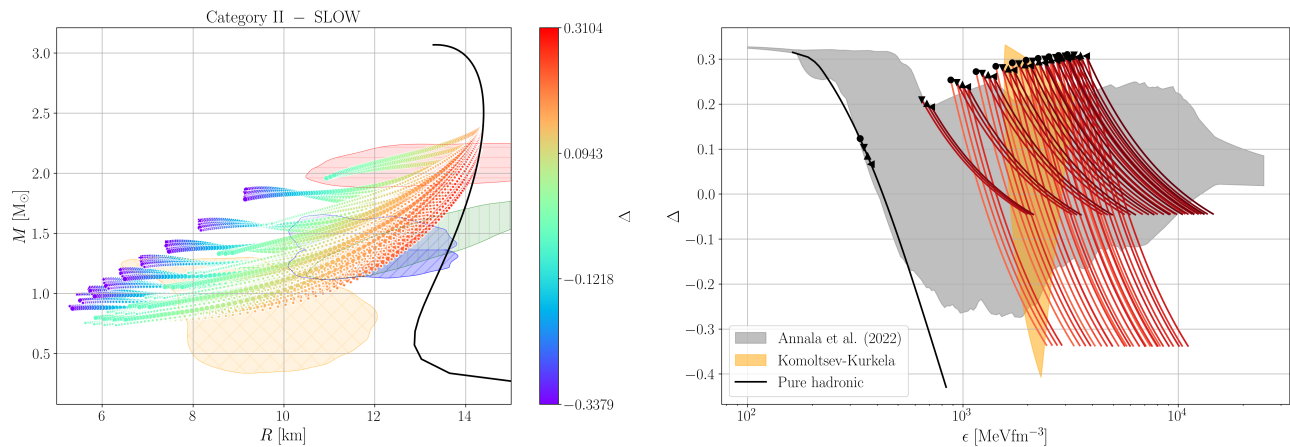 Category II − SLOW
3.0
2.5
2.0
1.5
1.0
0.5
M [M⊙]
6
8
10
12
14
R [km]
0.3104
0.0943
−0.1218
−0.3379
Δ
0.3
0.2
0.1
0.0
−0.1
−0.2
−0.3
−0.4
Δ
Annala et al. (2022)
Komoltsev-Kurkela
Pure hadronic
10²
10³
10⁴
ϵ [MeVfm⁻³]